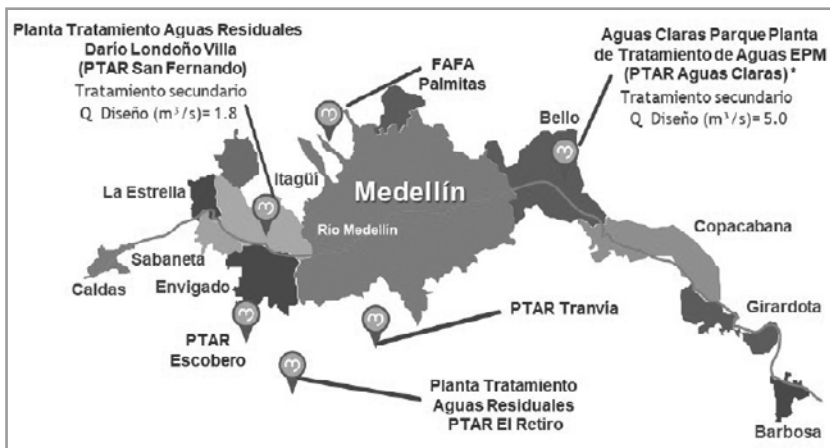 Planta Tratamiento Aguas Residuales
Darío Londoño Villa
(PTAR San Fernando)
Tratamiento secundario
Q Diseño (m³/s)= 1.8
FAFA
Palmitas
Aguas Claras Parque Planta
de Tratamiento de Aguas EPM
(PTAR Aguas Claras) *
Tratamiento secundario
Q Diseño (m³/s)= 5.0
Bello
Itagüí
La Estrella
Medellín
Río Medellín
Copacabana
Sabaneta
Caldas
Envigado
Girardota
PTAR
Escobero
PTAR Tranvía
Planta Tratamiento
Aguas Residuales
PTAR El Retiro
Barbosa